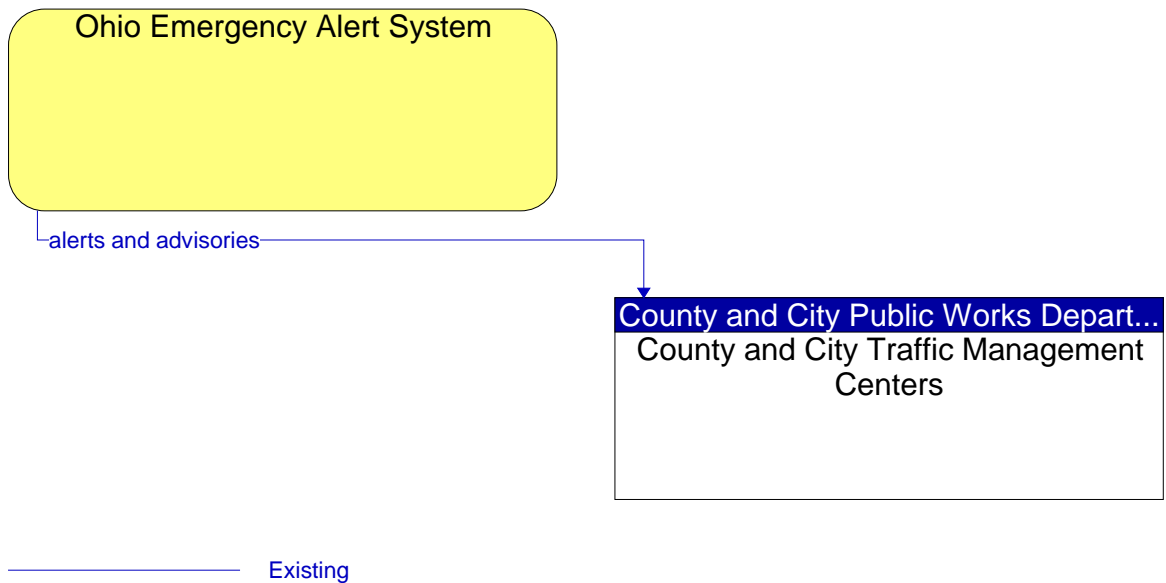 Ohio Emergency Alert System
alerts and advisories
County and City Public Works Depart...
County and City Traffic Management
Centers
Existing